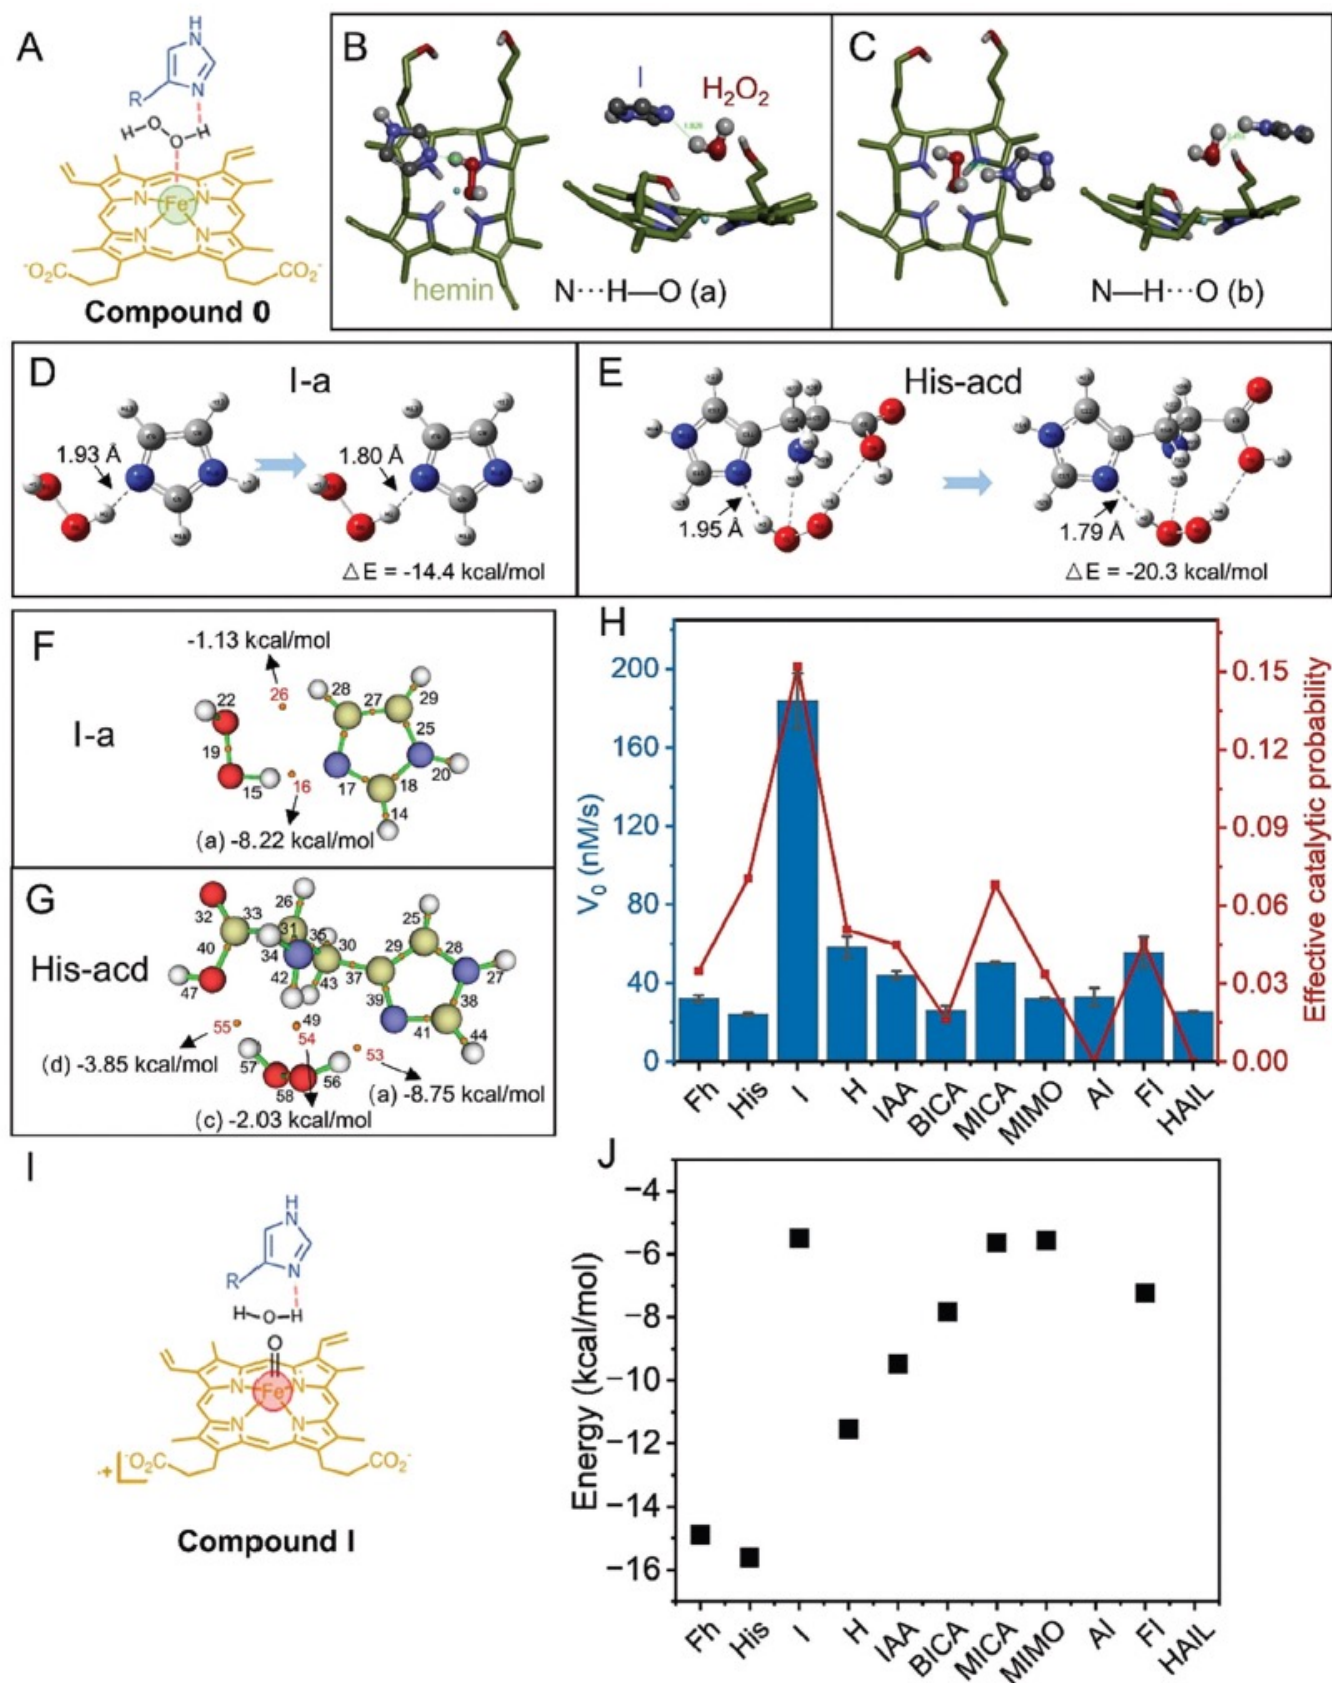 A
H
N
N
R
H
O
O
H
Fe
N
N
N
N
-O₂C
CO₂-
Compound 0
B
I
H₂O₂
hemin
N···H—O (a)
C
N—H···O (b)
D
I-a
1.93 Å
1.80 Å
△E = -14.4 kcal/mol
E
His-acd
1.95 Å
1.79 Å
△E = -20.3 kcal/mol
F
-1.13 kcal/mol
I-a
22
26
28
27
29
19
25
15
16
17
18
20
14
(a) -8.22 kcal/mol
G
His-acd
32
33
26
31
35
30
25
40
34
29
28
27
47
42
43
37
39
38
41
44
49
55
54
53
57
58
56
(d) -3.85 kcal/mol
(a) -8.75 kcal/mol
(c) -2.03 kcal/mol
H
V₀ (nM/s)
200
160
120
80
40
0
Effective catalytic probability
0.15
0.12
0.09
0.06
0.03
0.00
Fh
His
I
H
IAA
BICA
MICA
MIMO
AI
FI
HAIL
I
H
N
N
R
H
O
H
O
Fe
N
N
N
N
·+
-O₂C
CO₂-
Compound I
J
Energy (kcal/mol)
−4
−6
−8
−10
−12
−14
−16
Fh
His
I
H
IAA
BICA
MICA
MIMO
AI
FI
HAIL